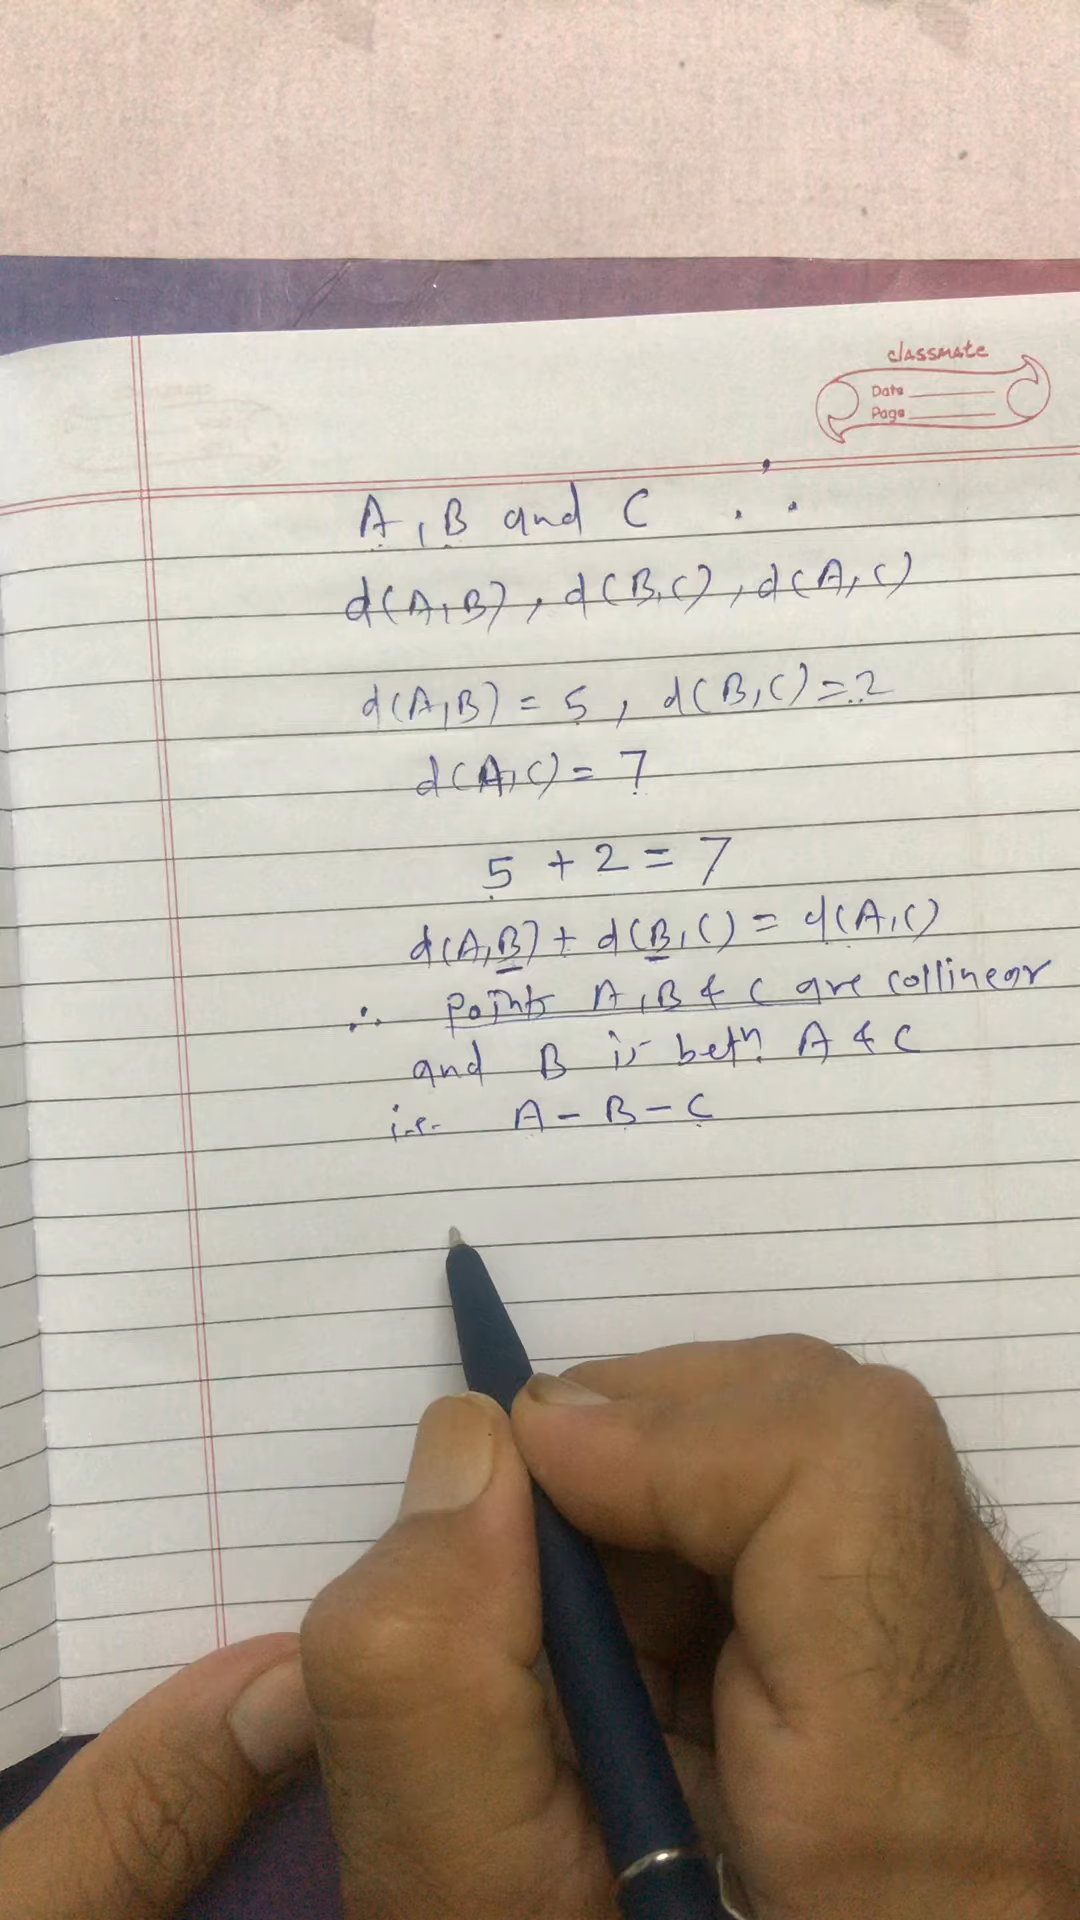 classmate
Date
Page
A, B and C
d(A,B), d(B,C), d(A,C)
d(A,B) = 5, d(B,C) = 2
d(A,C) = 7
5 + 2 = 7
d(A,B) + d(B,C) = d(A,C)
∴ points A, B & C are collinear
and B is betn A & C
i.e. A - B - C